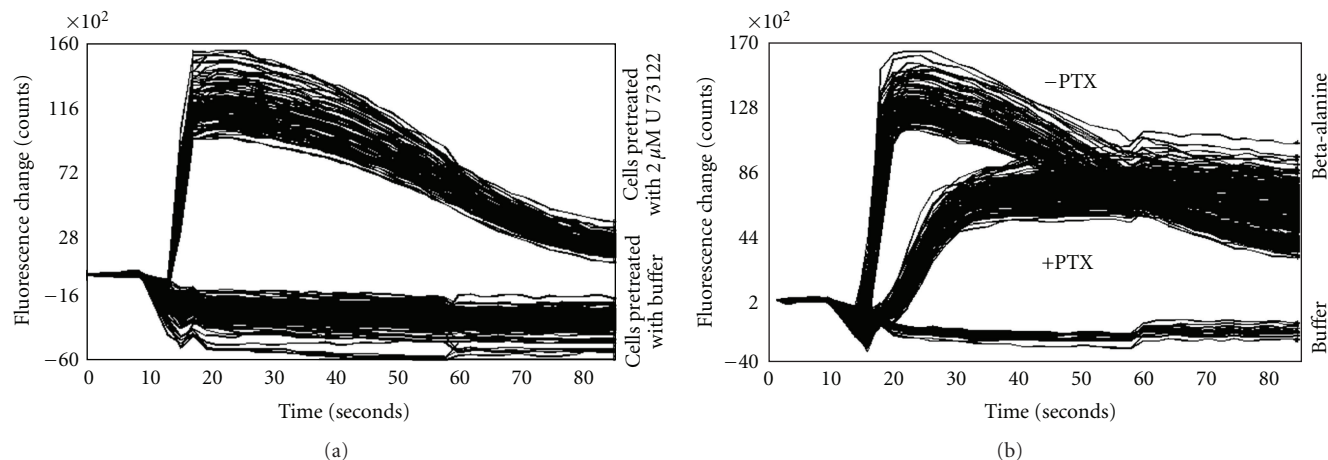 ×10²
160
116
72
28
−16
−60
Fluorescence change (counts)
0 10 20 30 40 50 60 70 80
Time (seconds)
Cells pretreated
with 2 μM U 73122
Cells pretreated
with buffer
(a)
×10²
170
128
86
44
2
−40
Fluorescence change (counts)
−PTX
+PTX
0 10 20 30 40 50 60 70 80
Time (seconds)
Beta-alanine
Buffer
(b)